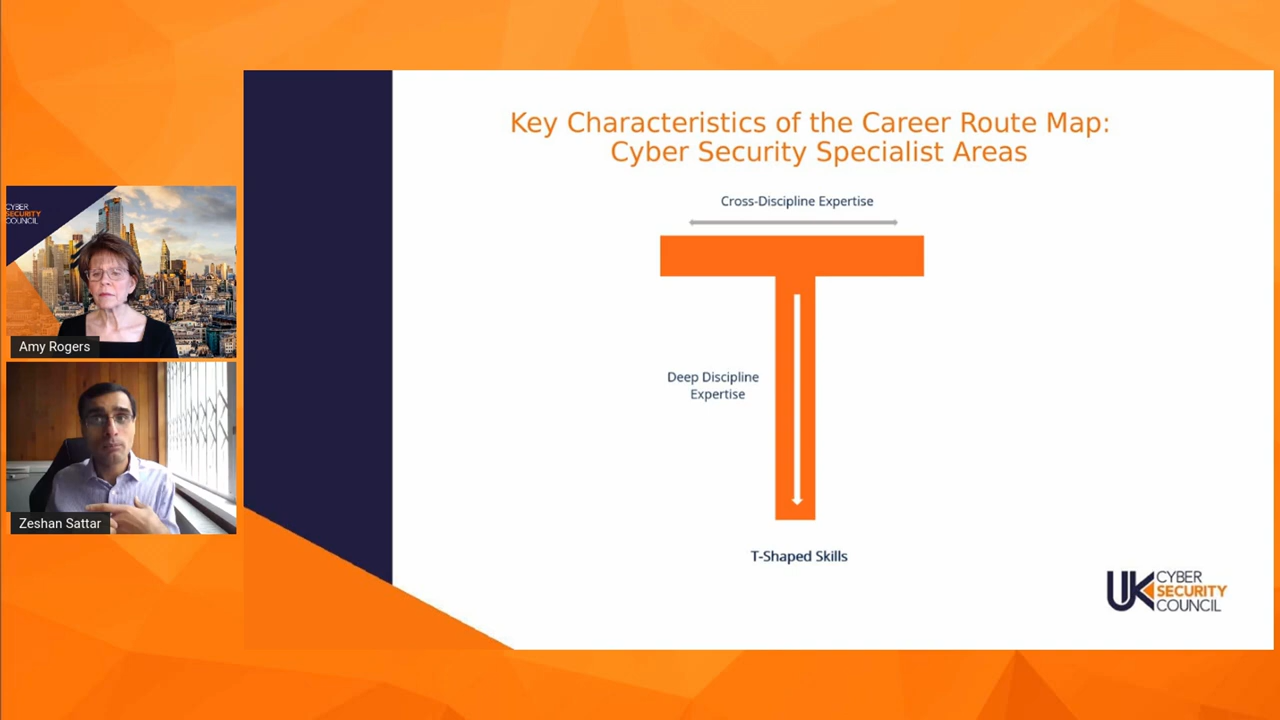 Key Characteristics of the Career Route Map:
Cyber Security Specialist Areas
Cross-Discipline Expertise
Deep Discipline
Expertise
T-Shaped Skills
UK CYBER
SECURITY
COUNCIL
CYBER
SECURITY
COUNCIL
Amy Rogers
Zeshan Sattar